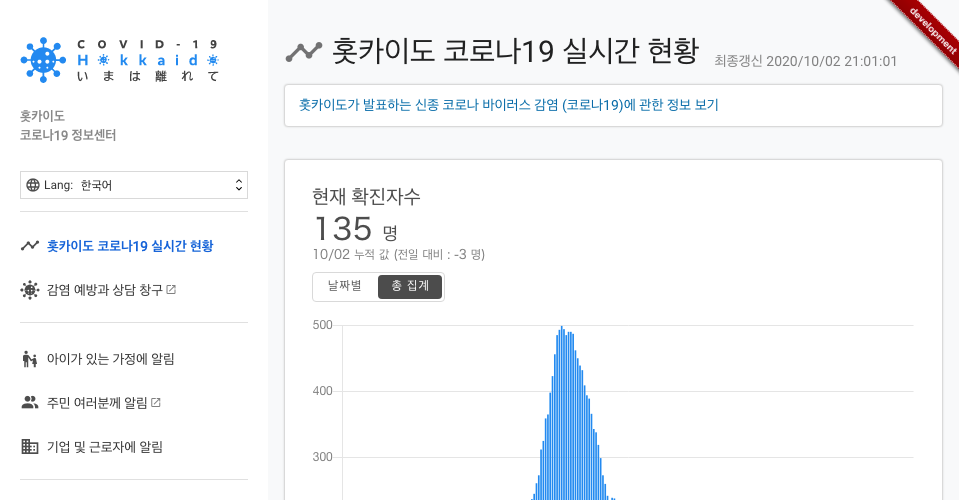 COVID-19
Hokkaido
いまは離れて
홋카이도
코로나19 정보센터
Lang: 한국어
홋카이도 코로나19 실시간 현황
감염 예방과 상담 창구
아이가 있는 가정에 알림
주민 여러분께 알림
기업 및 근로자에 알림
홋카이도 코로나19 실시간 현황
최종갱신 2020/10/02 21:01:01
development
홋카이도가 발표하는 신종 코로나 바이러스 감염 (코로나19)에 관한 정보 보기
현재 확진자수
135 명
10/02 누적 값 (전일 대비 : -3 명)
날짜별 총 집계
500
400
300